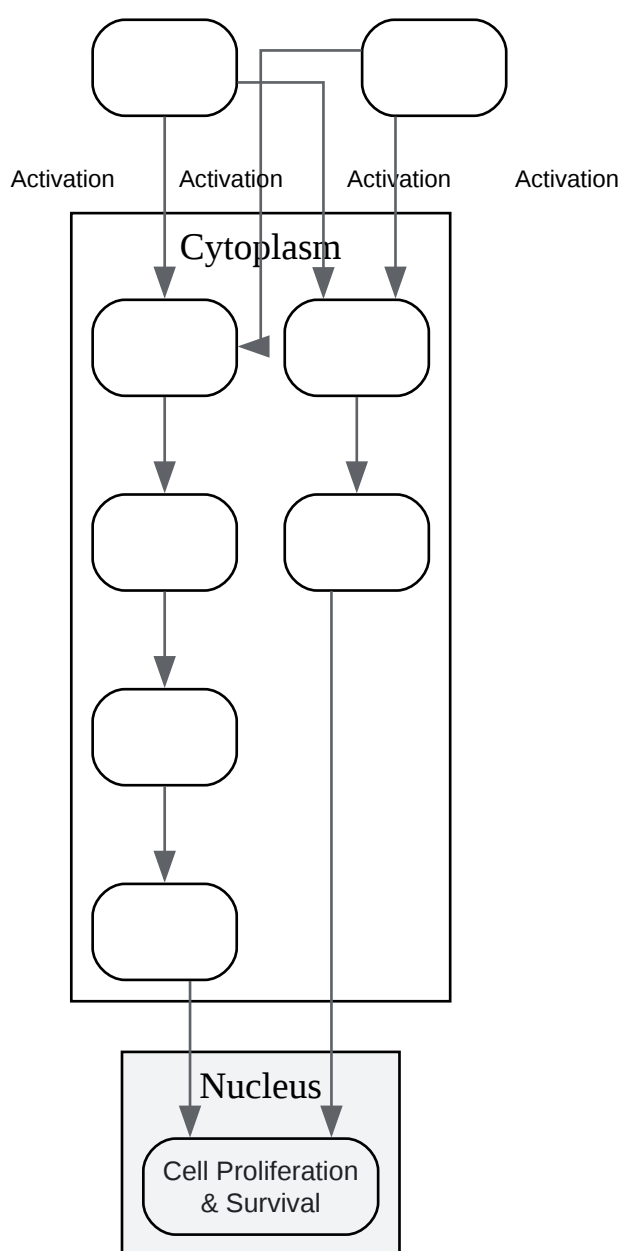 Activation
Activation
Activation
Activation
Cytoplasm
Nucleus
Cell Proliferation
& Survival